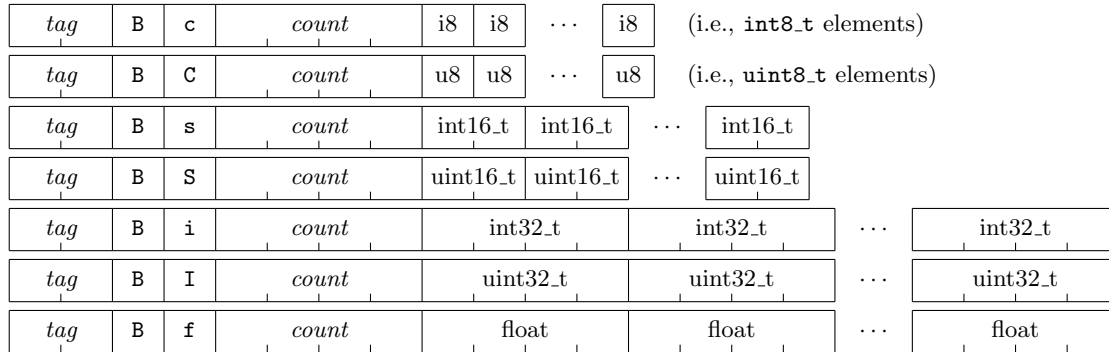 tag B c count i8 i8 ··· i8 (i.e., int8_t elements)
tag B C count u8 u8 ··· u8 (i.e., uint8_t elements)
tag B s count int16_t int16_t ··· int16_t
tag B S count uint16_t uint16_t ··· uint16_t
tag B i count int32_t int32_t ··· int32_t
tag B I count uint32_t uint32_t ··· uint32_t
tag B f count float float ··· float